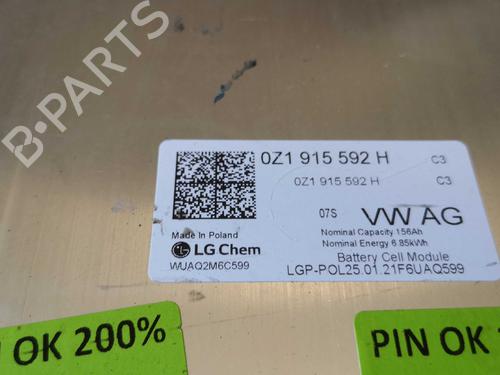 B-PARTS
0Z1 915 592 H C3
0Z1 915 592 H C3
07S VW AG
Made in Poland
Nominal Capacity 156Ah
Nominal Energy 6.85kWh
LG Chem
Battery Cell Module
WUAQ2M6C599
LGP-POL25.01.21F6UAQ599
OK 200%
PIN OK